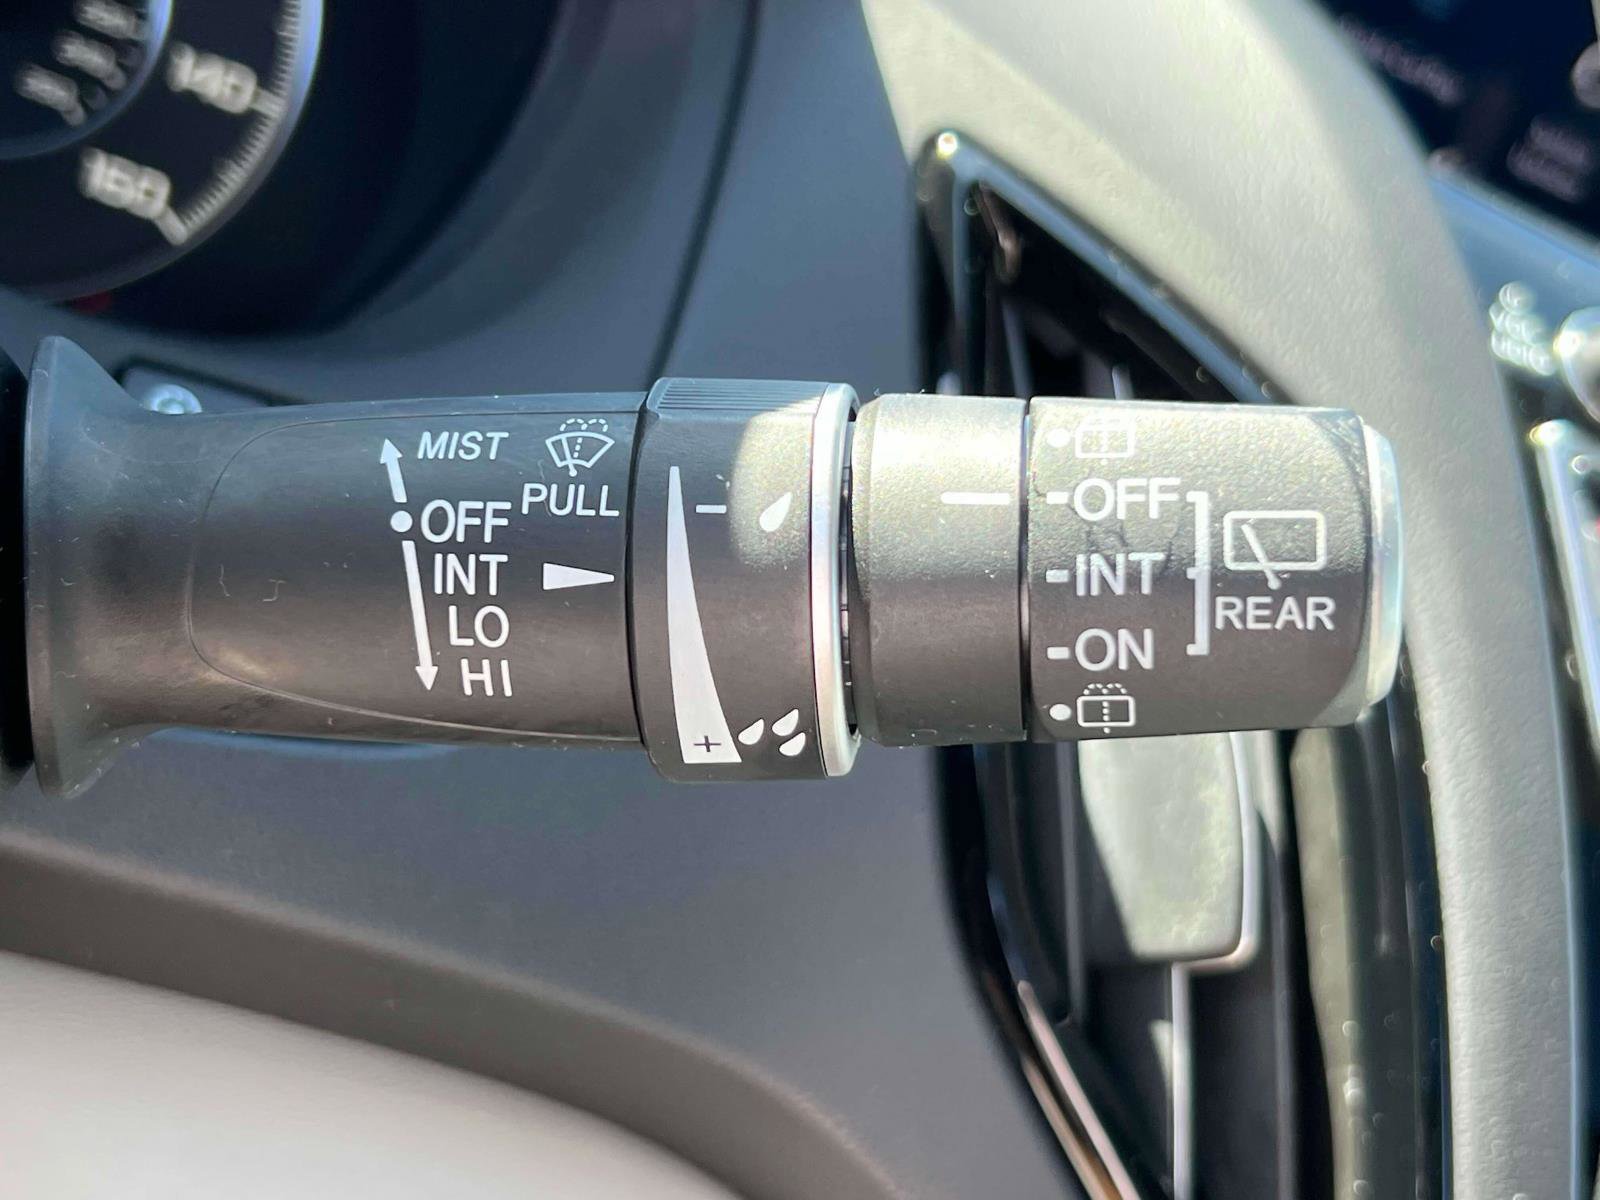 140
160
MIST
PULL
OFF
INT
LO
HI
−
+
OFF
INT
ON
REAR